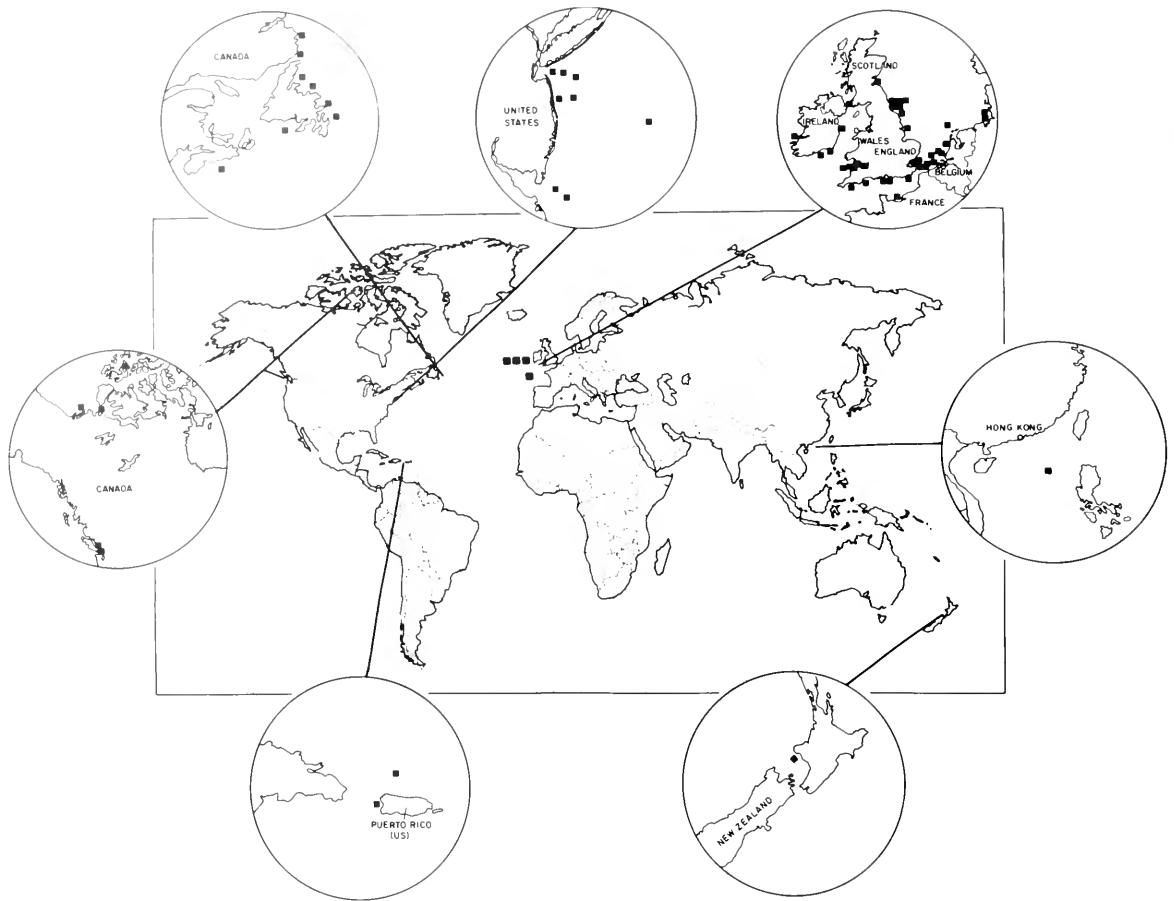 CANADA
UNITED
STATES
SCOTLAND
IRELAND
WALES
ENGLAND
BELGIUM
FRANCE
CANADA
HONG KONG
PUERTO RICO
(US)
NEW ZEALAND